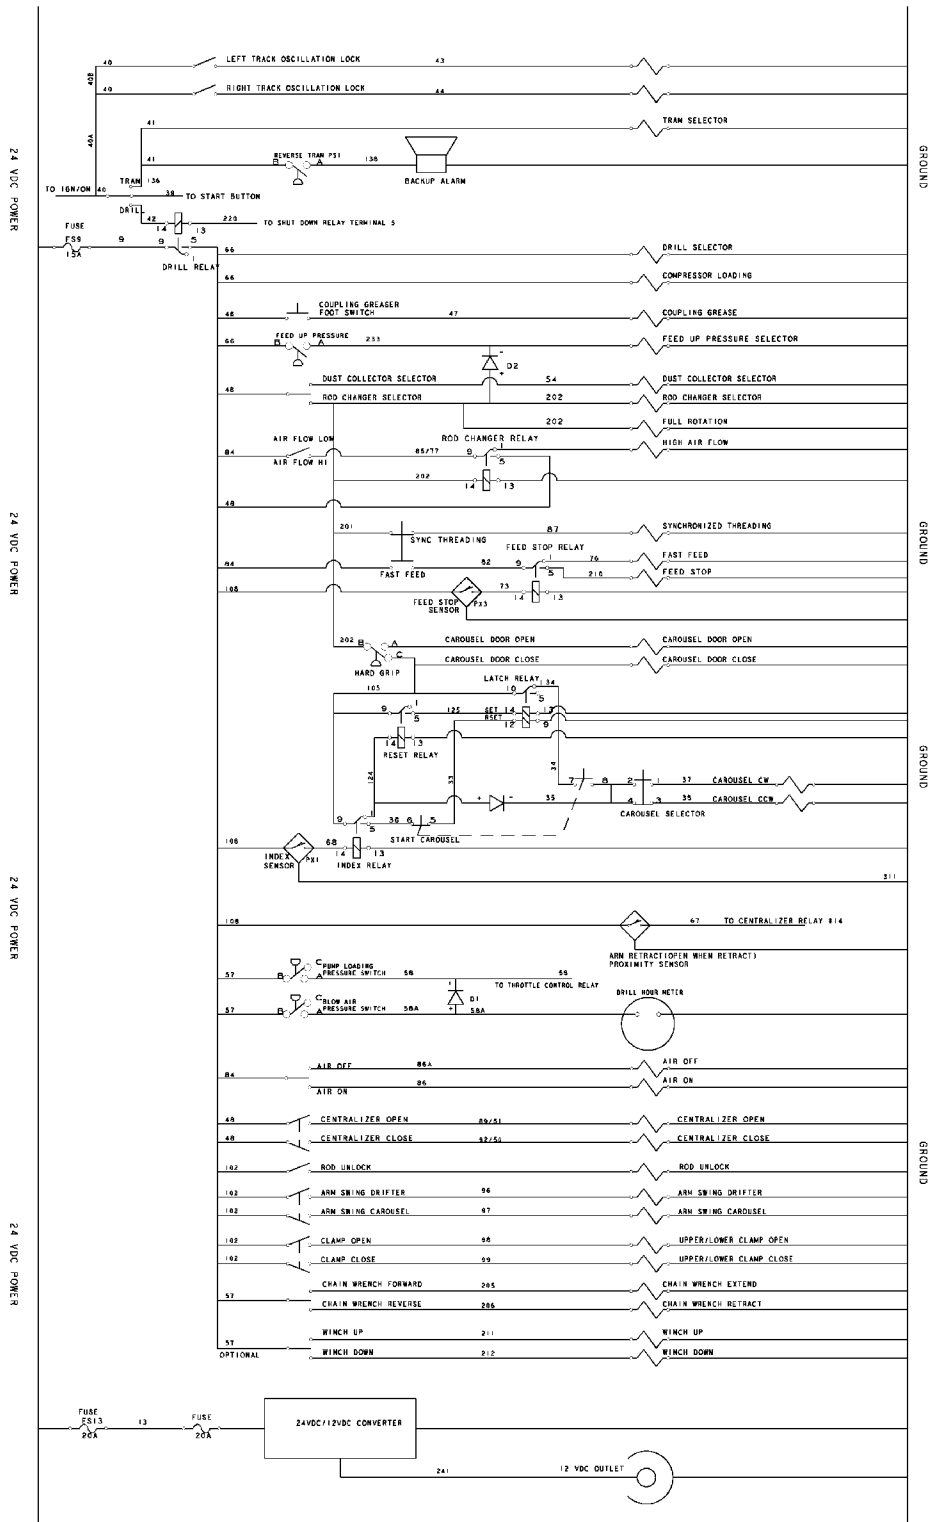 40 LEFT TRACK OSCILLATION LOCK 43
40B
40 RIGHT TRACK OSCILLATION LOCK 44
41 TRAM SELECTOR
40A
24 VDC POWER
GROUND
41 B REVERSE TRAM PSI A 138
BACKUP ALARM
TRAM 136
TO IGN/ON 40 39 TO START BUTTON
DRILL
42 14 13 220 TO SHUT DOWN RELAY TERMINAL 5
FUSE
FS9 9 9 5
15A 1
DRILL RELAY
66 DRILL SELECTOR
66 COMPRESSOR LOADING
48 COUPLING GREASER
FOOT SWITCH 47 COUPLING GREASE
66 B FEED UP PRESSURE A 233 FEED UP PRESSURE SELECTOR
- D2
+
DUST COLLECTOR SELECTOR 54 DUST COLLECTOR SELECTOR
48 ROD CHANGER SELECTOR 202 ROD CHANGER SELECTOR
202 FULL ROTATION
AIR FLOW LOW ROD CHANGER RELAY 1 HIGH AIR FLOW
84 85/77 9 5
AIR FLOW HI
202 14 13
48
24 VDC POWER
GROUND
201 SYNC THREADING 87 SYNCHRONIZED THREADING
FEED STOP RELAY
84 FAST FEED 82 9 1 76 FAST FEED
5 210 FEED STOP
108 FEED STOP
SENSOR PX3 73 14 13
202 B A CAROUSEL DOOR OPEN CAROUSEL DOOR OPEN
C CAROUSEL DOOR CLOSE CAROUSEL DOOR CLOSE
HARD GRIP
LATCH RELAY
105 10 134
5
9 1 5 125 SET 14 13
RSET 12 9
14 13
RESET RELAY
GROUND
124 33 34
7 8 2 1 37 CAROUSEL CW
+ - 35 4 3 38 CAROUSEL CCW
CAROUSEL SELECTOR
9 5 36 6 5
START CAROUSEL
108 INDEX
SENSOR PX1 68 14 13
INDEX RELAY
311
24 VDC POWER
108 67 TO CENTRALIZER RELAY #14
ARM RETRACT(OPEN WHEN RETRACT)
PROXIMITY SENSOR
57 B C PUMP LOADING
A PRESSURE SWITCH 58 58
TO THROTTLE CONTROL RELAY
- D1
+ 58A
DRILL HOUR METER
57 B C BLOW AIR
A PRESSURE SWITCH 58A
AIR OFF 86A AIR OFF
84
AIR ON 86 AIR ON
48 CENTRALIZER OPEN 89/51 CENTRALIZER OPEN
48 CENTRALIZER CLOSE 92/50 CENTRALIZER CLOSE
GROUND
102 ROD UNLOCK ROD UNLOCK
102 ARM SWING DRIFTER 96 ARM SWING DRIFTER
102 ARM SWING CAROUSEL 97 ARM SWING CAROUSEL
24 VDC POWER
102 CLAMP OPEN 98 UPPER/LOWER CLAMP OPEN
102 CLAMP CLOSE 99 UPPER/LOWER CLAMP CLOSE
CHAIN WRENCH FORWARD 205 CHAIN WRENCH EXTEND
57
CHAIN WRENCH REVERSE 206 CHAIN WRENCH RETRACT
WINCH UP 211 WINCH UP
57
OPTIONAL WINCH DOWN 212 WINCH DOWN
FUSE
FS13 13 FUSE
20A 20A
24VDC/12VDC CONVERTER
241 12 VDC OUTLET